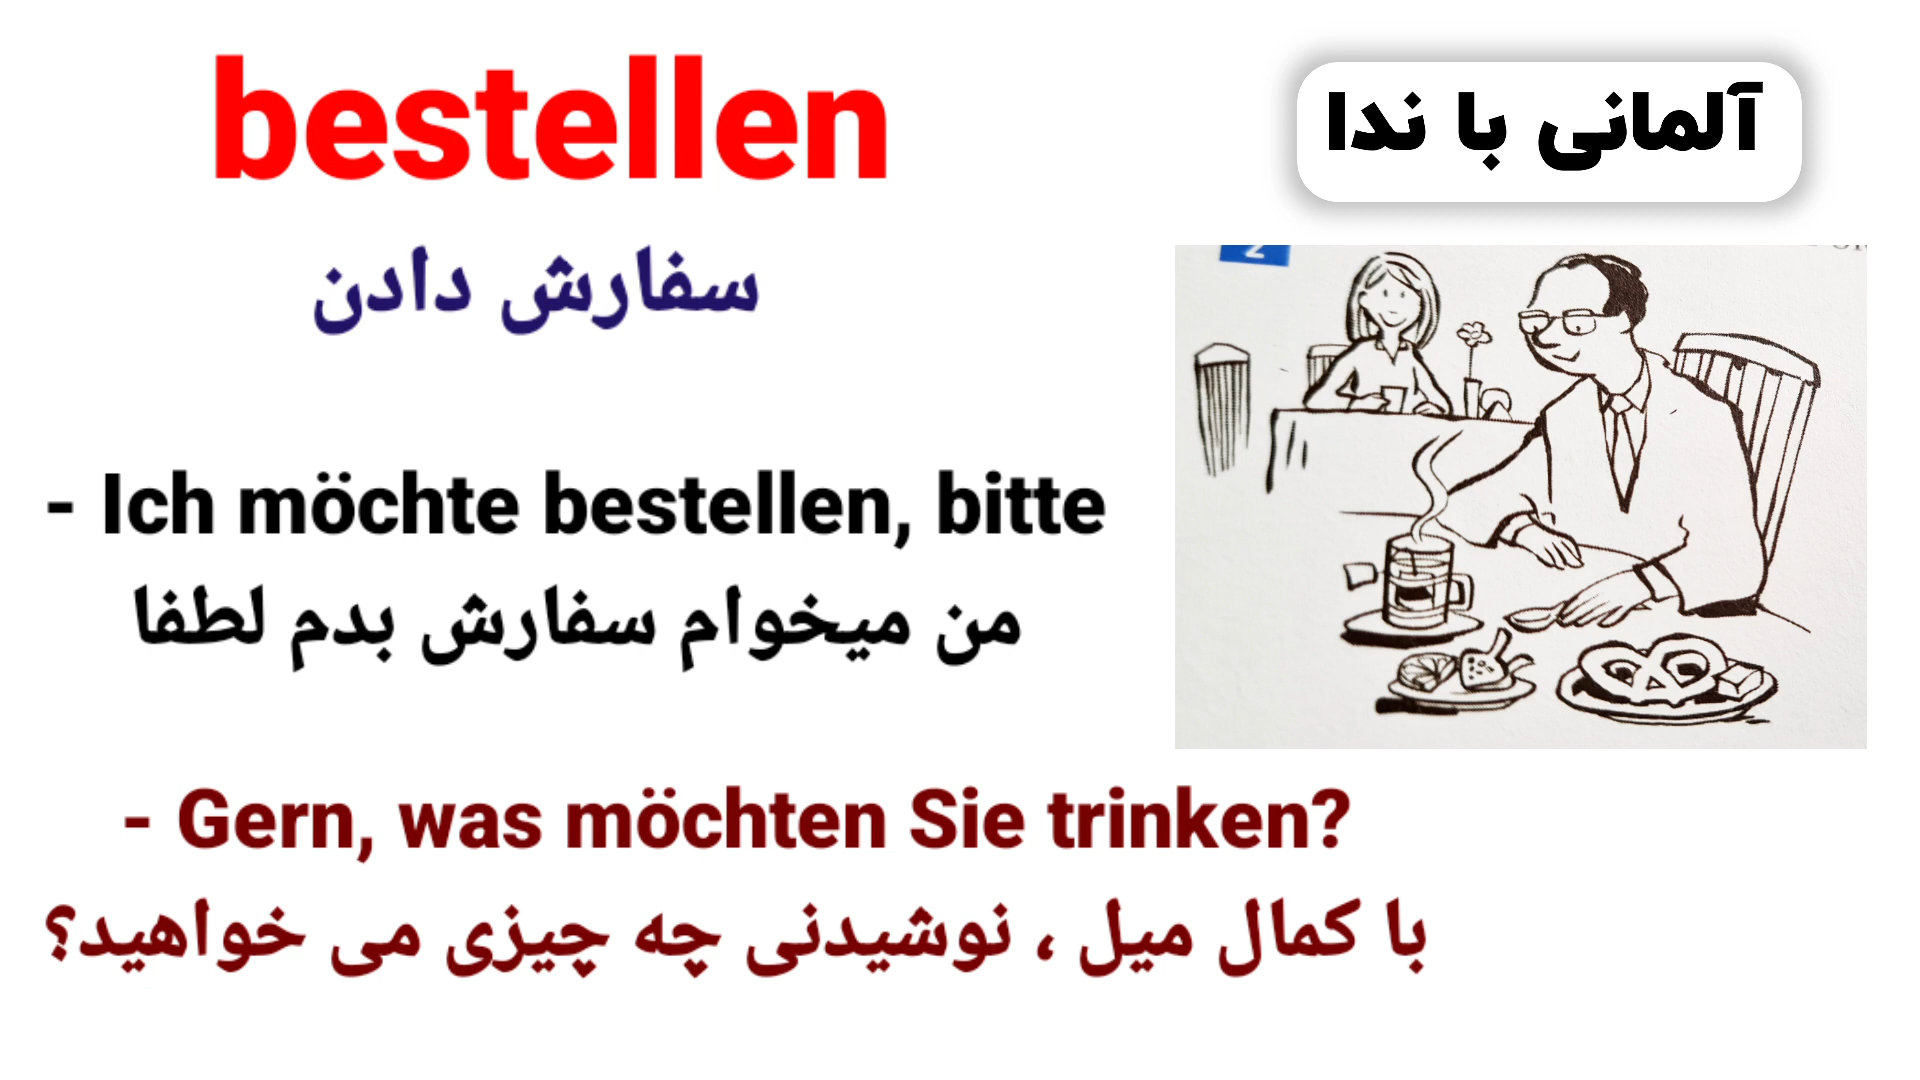 bestellen
آلمانی با ندا
سفارش دادن
2
- Ich möchte bestellen, bitte
من میخوام سفارش بدم لطفا
- Gern, was möchten Sie trinken?
با کمال میل ، نوشیدنی چه چیزی می خواهید؟